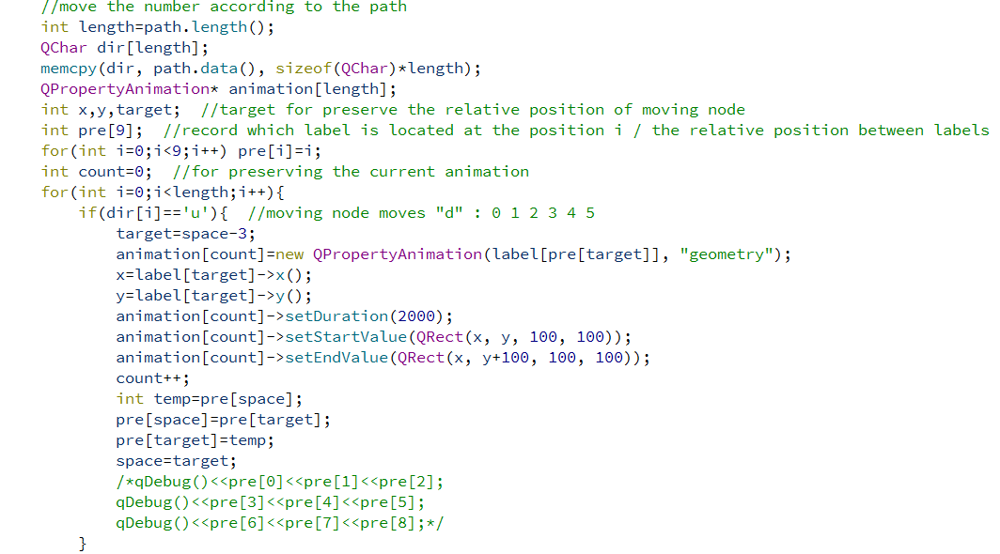 //move the number according to the path
int length=path.length();
QChar dir[length];
memcpy(dir, path.data(), sizeof(QChar)*length);
QPropertyAnimation* animation[length];
int x,y,target;  //target for preserve the relative position of moving node
int pre[9];  //record which label is located at the position i / the relative position between labels
for(int i=0;i<9;i++) pre[i]=i;
int count=0;  //for preserving the current animation
for(int i=0;i<length;i++){
    if(dir[i]=='u'){  //moving node moves "d" : 0 1 2 3 4 5
        target=space-3;
        animation[count]=new QPropertyAnimation(label[pre[target]], "geometry");
        x=label[target]->x();
        y=label[target]->y();
        animation[count]->setDuration(2000);
        animation[count]->setStartValue(QRect(x, y, 100, 100));
        animation[count]->setEndValue(QRect(x, y+100, 100, 100));
        count++;
        int temp=pre[space];
        pre[space]=pre[target];
        pre[target]=temp;
        space=target;
        /*qDebug()<<pre[0]<<pre[1]<<pre[2];
        qDebug()<<pre[3]<<pre[4]<<pre[5];
        qDebug()<<pre[6]<<pre[7]<<pre[8];*/
    }